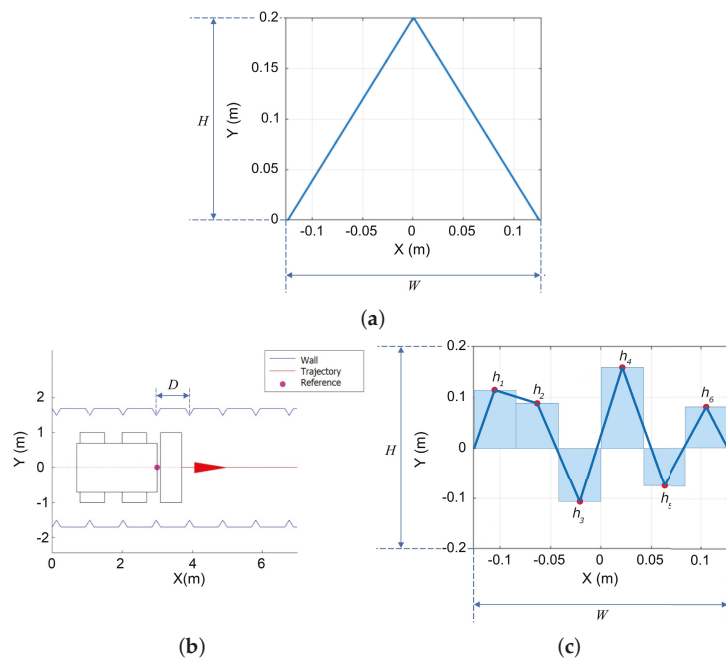 0.2
0.15
0.1
0.05
0
H
Y (m)
-0.1 -0.05 0 0.05 0.1
X (m)
W
(a)
Wall
Trajectory
Reference
D
2
1
0
-1
-2
Y (m)
0 2 4 6
X(m)
(b)
0.2
0.1
0
-0.1
-0.2
H
Y (m)
h1
h2
h3
h4
h5
h6
-0.1 -0.05 0 0.05 0.1
X (m)
W
(c)